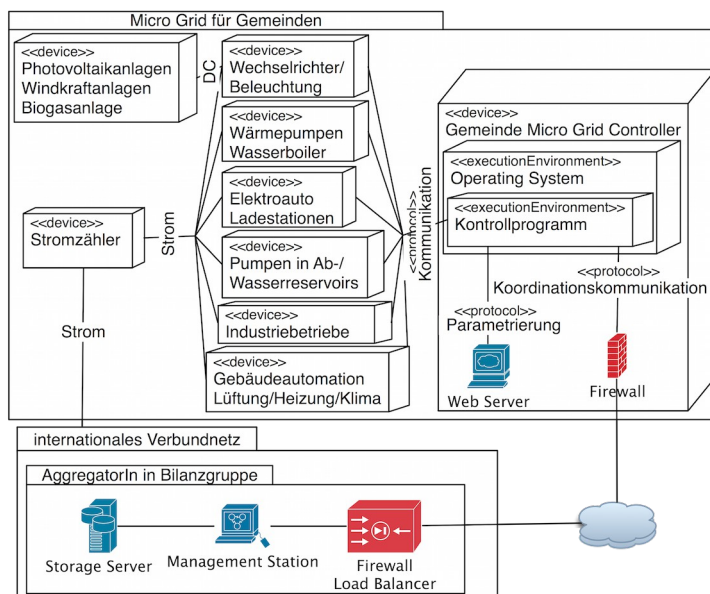 Micro Grid für Gemeinden
<<device>>
Photovoltaikanlagen
Windkraftanlagen
Biogasanlage
DC
<<device>>
Wechselrichter/
Beleuchtung
<<device>>
Wärmepumpen
Wasserboiler
<<device>>
Elektroauto
Ladestationen
<<device>>
Pumpen in Ab-/
Wasserreservoirs
<<device>>
Industriebetriebe
<<device>>
Gebäudeautomation
Lüftung/Heizung/Klima
<<device>>
Stromzähler
Strom
Strom
<<protocol>>
Kommunikation
<<device>>
Gemeinde Micro Grid Controller
<<executionEnvironment>>
Operating System
<<executionEnvironment>>
Kontrollprogramm
<<protocol>>
Koordinationskommunikation
<<protocol>>
Parametrierung
Web Server
Firewall
internationales Verbundnetz
AggregatorIn in Bilanzgruppe
Storage Server
Management Station
Firewall
Load Balancer